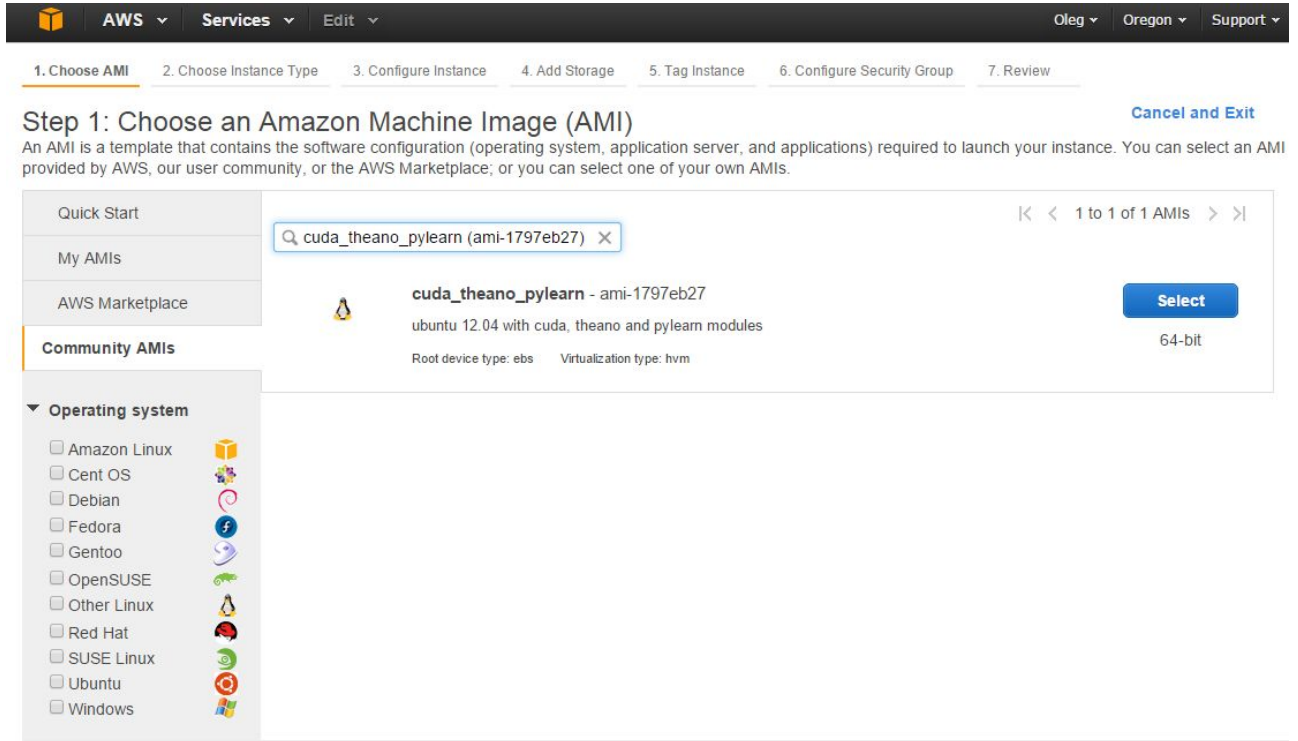 AWS Services Edit Oleg Oregon Support
1. Choose AMI 2. Choose Instance Type 3. Configure Instance 4. Add Storage 5. Tag Instance 6. Configure Security Group 7. Review
Step 1: Choose an Amazon Machine Image (AMI)
Cancel and Exit
An AMI is a template that contains the software configuration (operating system, application server, and applications) required to launch your instance. You can select an AMI
provided by AWS, our user community, or the AWS Marketplace; or you can select one of your own AMIs.
Quick Start
My AMIs
AWS Marketplace
Community AMIs
Operating system
Amazon Linux
Cent OS
Debian
Fedora
Gentoo
OpenSUSE
Other Linux
Red Hat
SUSE Linux
Ubuntu
Windows
1 to 1 of 1 AMIs
cuda_theano_pylearn (ami-1797eb27)
cuda_theano_pylearn - ami-1797eb27
ubuntu 12.04 with cuda, theano and pylearn modules
Root device type: ebs Virtualization type: hvm
Select
64-bit